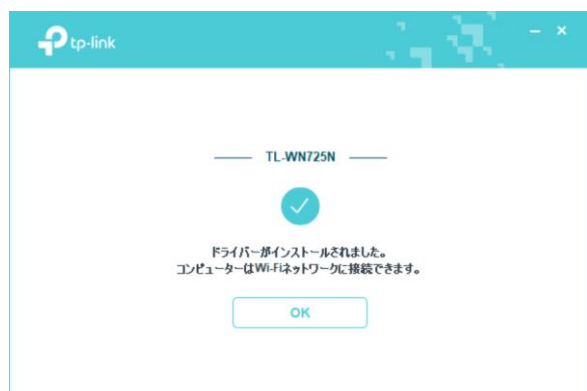 tp-link
TL-WN725N
ドライバーがインストールされました。
コンピューターはWi-Fiネットワークに接続できます。
OK